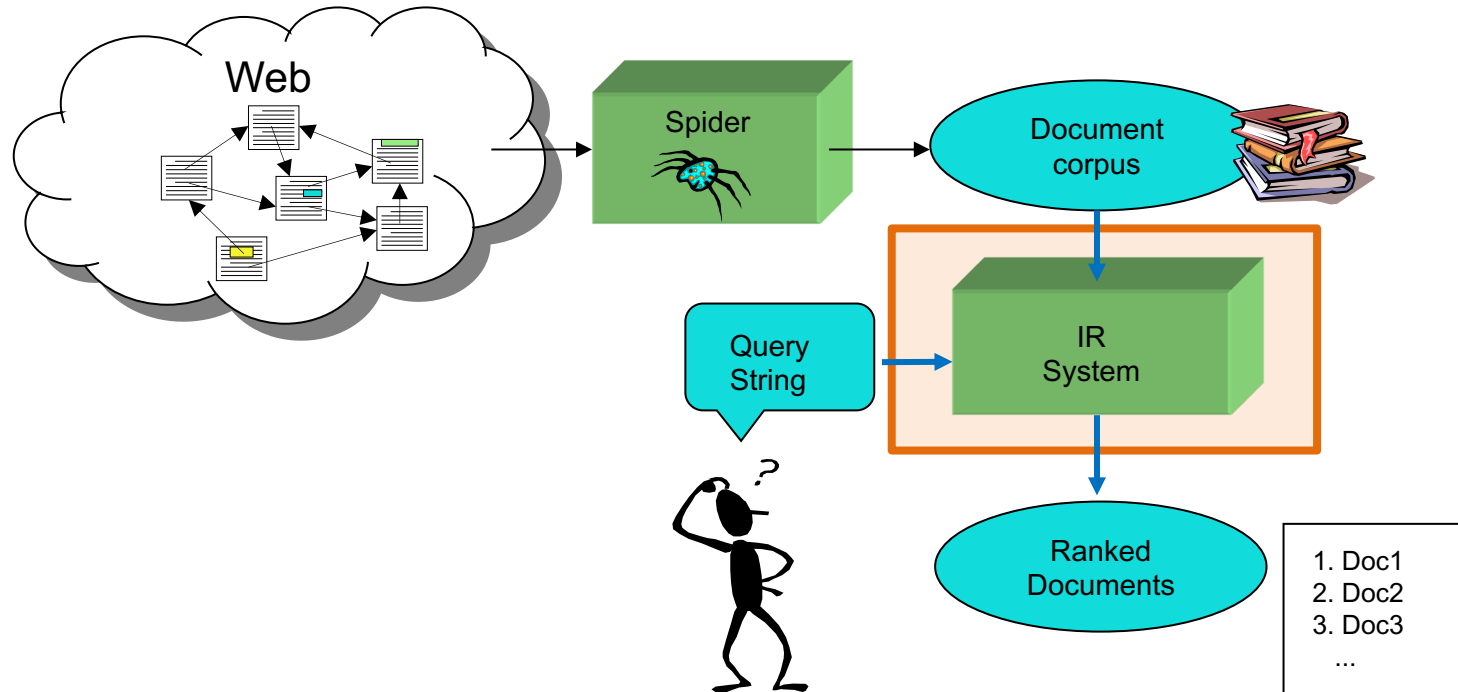 Web
Spider
Document
corpus
Query
String
?
IR
System
Ranked
Documents
1. Doc1
2. Doc2
3. Doc3
...